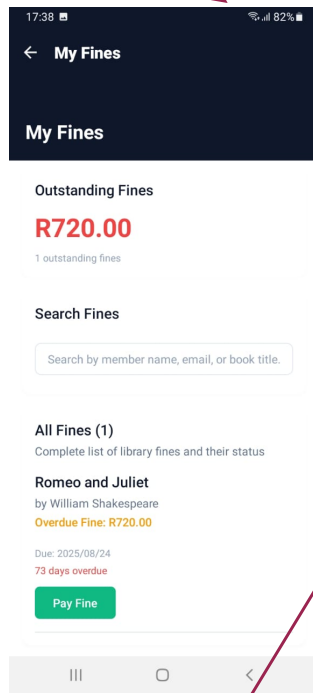 17:38 82%
My Fines
My Fines
Outstanding Fines
R720.00
1 outstanding fines
Search Fines
Search by member name, email, or book title.
All Fines (1)
Complete list of library fines and their status
Romeo and Juliet
by William Shakespeare
Overdue Fine: R720.00
Due: 2025/08/24
73 days overdue
Pay Fine